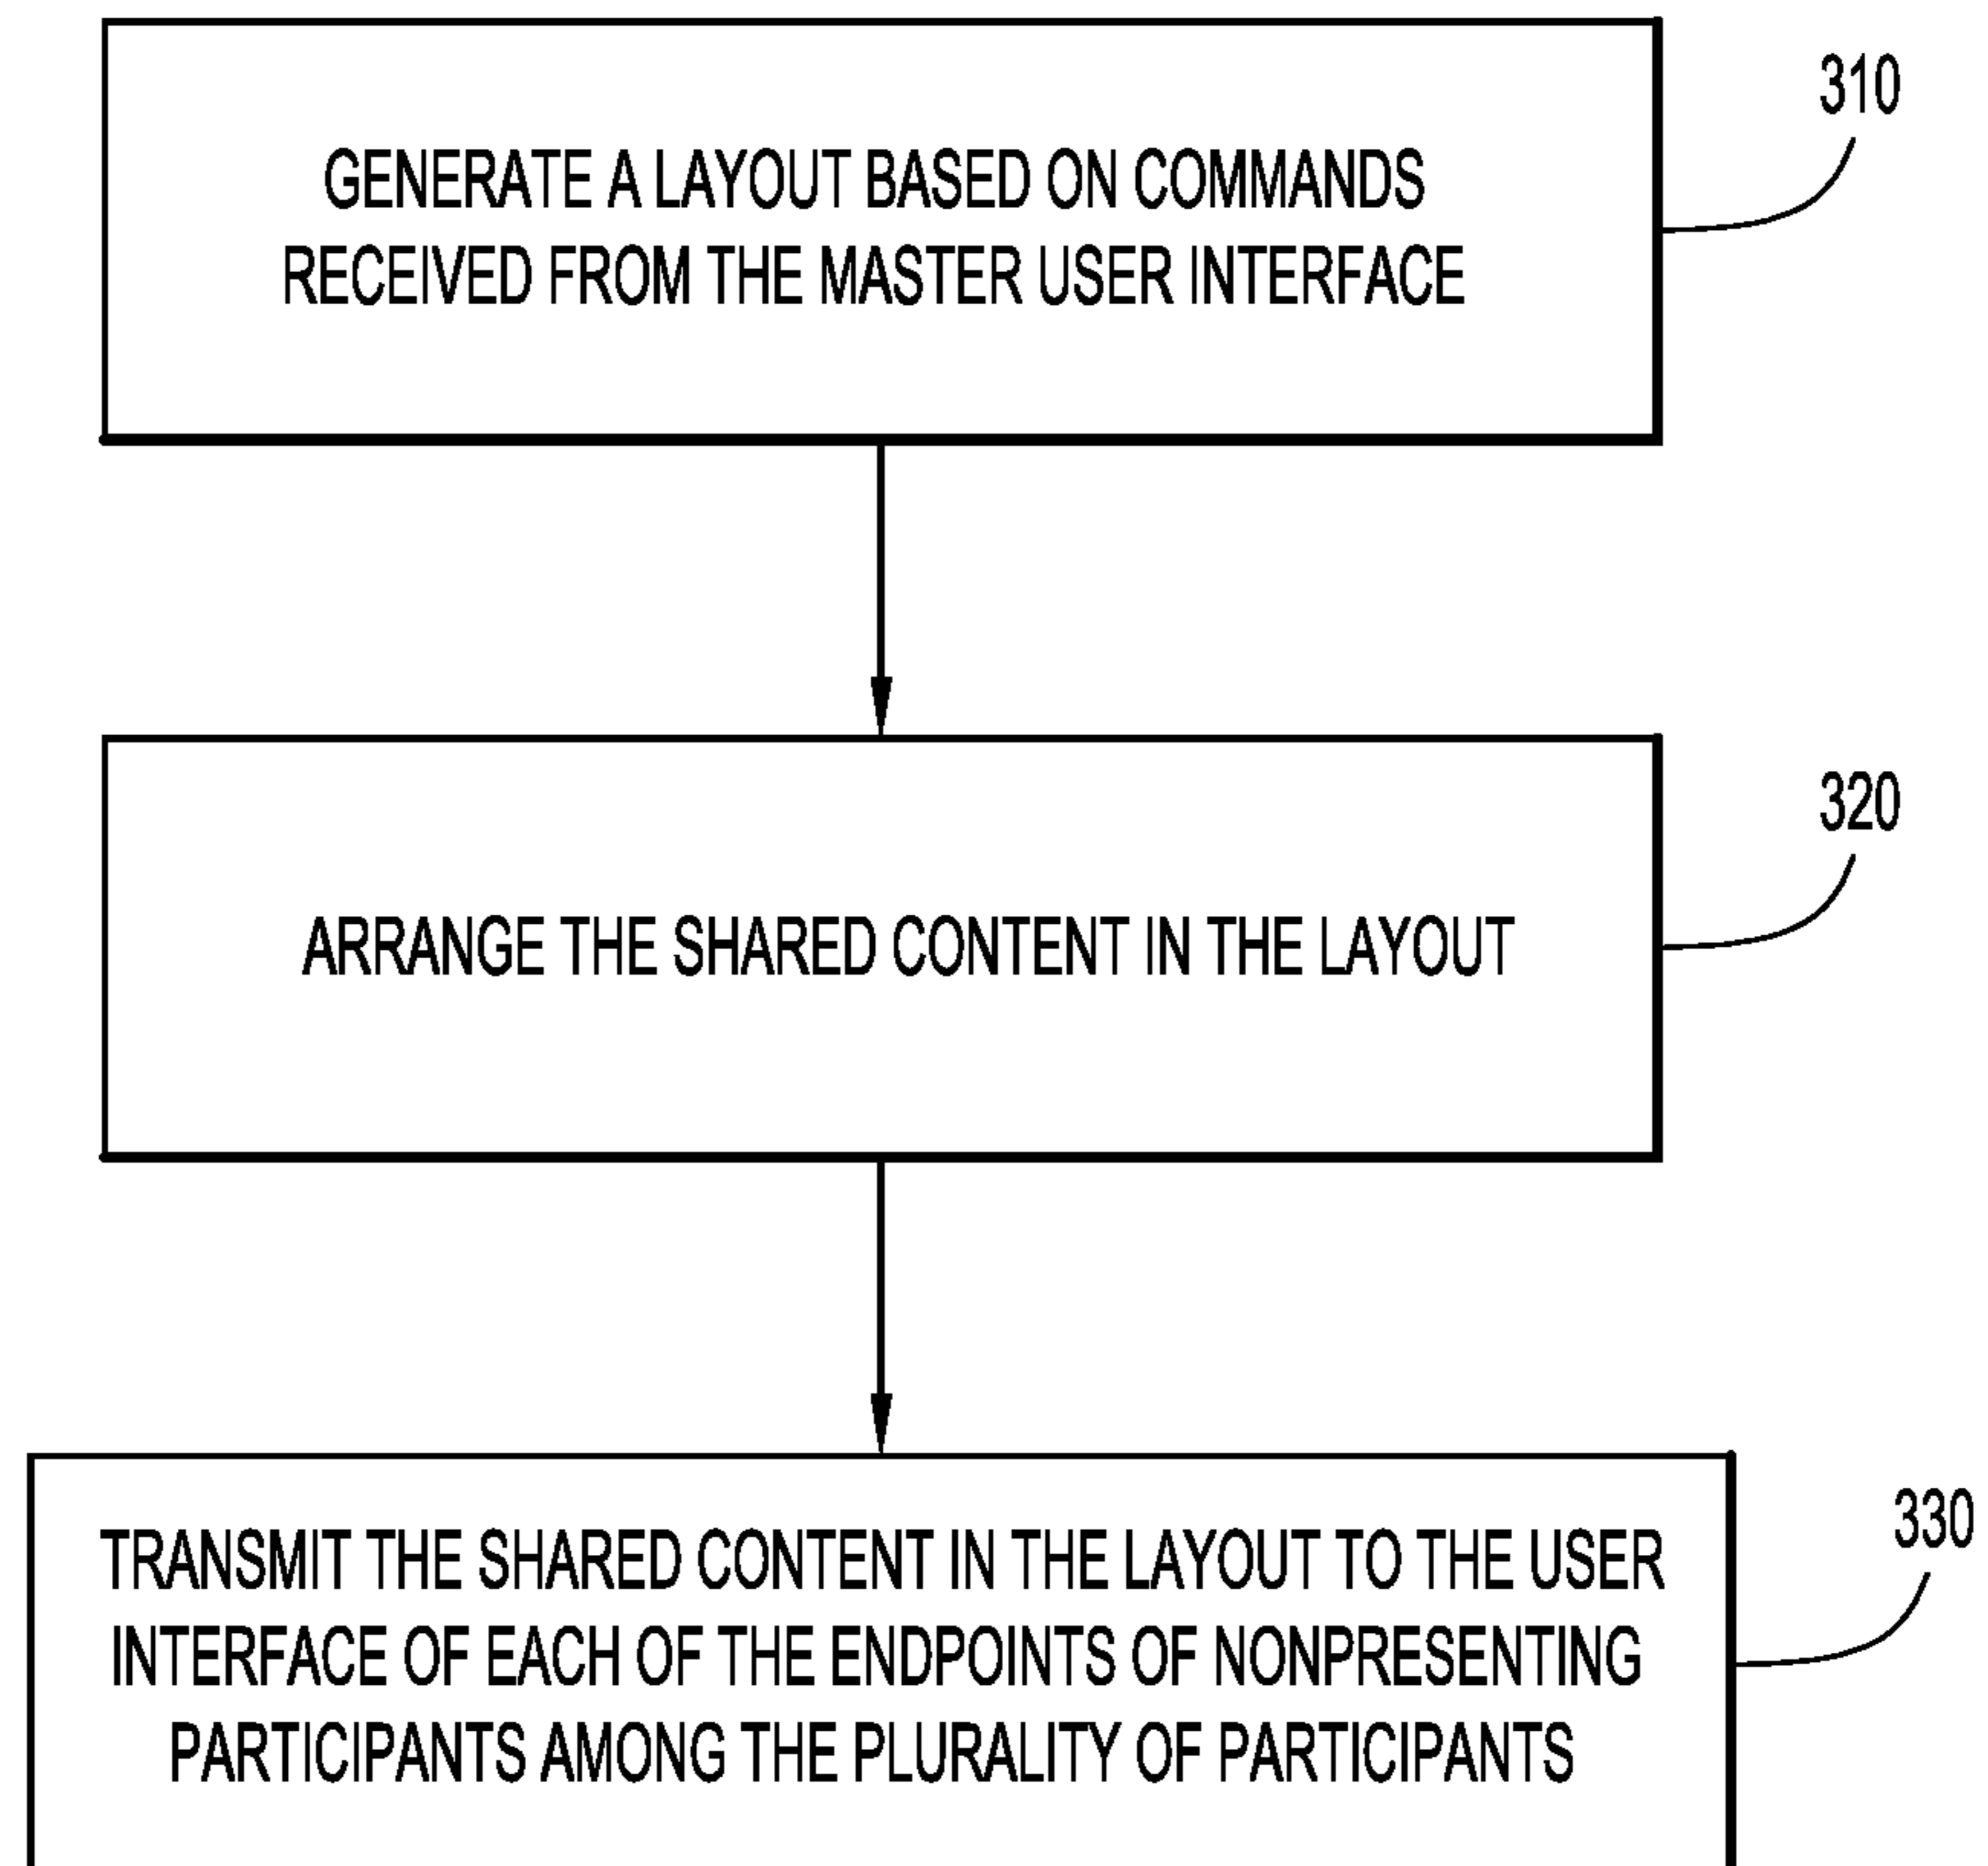 310
GENERATE A LAYOUT BASED ON COMMANDS
RECEIVED FROM THE MASTER USER INTERFACE
320
ARRANGE THE SHARED CONTENT IN THE LAYOUT
330
TRANSMIT THE SHARED CONTENT IN THE LAYOUT TO THE USER
INTERFACE OF EACH OF THE ENDPOINTS OF NONPRESENTING
PARTICIPANTS AMONG THE PLURALITY OF PARTICIPANTS